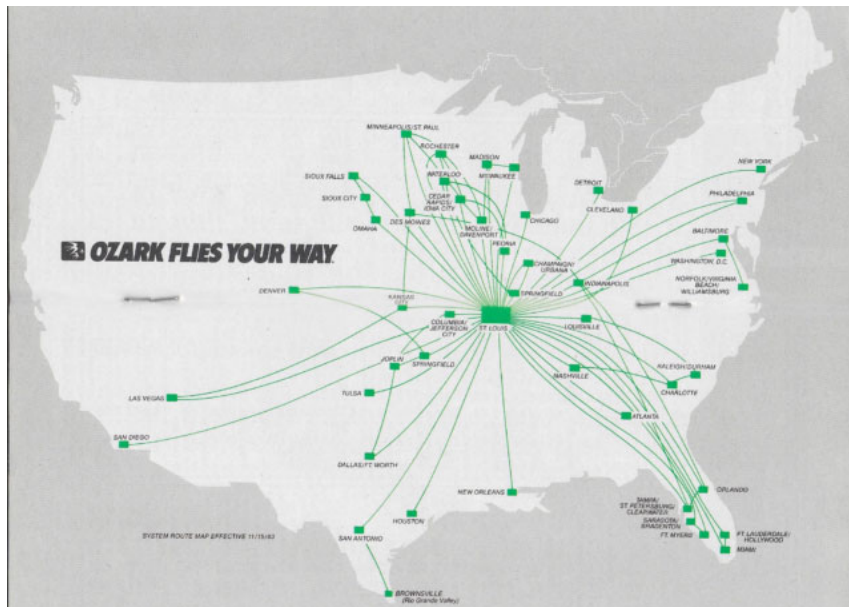 MINNEAPOLIS/ST. PAUL
ROCHESTER
MADISON
MILWAUKEE
WATERLOO
CEDAR
RAPIDS/
IOWA CITY
SIOUX FALLS
SIOUX CITY
OMAHA
DES MOINES
MOLINE/
DAVENPORT
PEORIA
CHICAGO
DETROIT
CLEVELAND
NEW YORK
PHILADELPHIA
BALTIMORE
WASHINGTON, D.C.
NORFOLK/VIRGINIA
BEACH/
WILLIAMSBURG
OZARK FLIES YOUR WAY.
CHAMPAIGN/
URBANA
INDIANAPOLIS
SPRINGFIELD
DENVER
KANSAS
CITY
COLUMBIA/
JEFFERSON
CITY
ST. LOUIS
LOUISVILLE
JOPLIN
SPRINGFIELD
NASHVILLE
RALEIGH/DURHAM
CHARLOTTE
LAS VEGAS
TULSA
ATLANTA
SAN DIEGO
DALLAS/FT. WORTH
NEW ORLEANS
ORLANDO
TAMPA/
ST. PETERSBURG/
CLEARWATER
SARASOTA/
BRADENTON
FT. MYERS
FT. LAUDERDALE/
HOLLYWOOD
MIAMI
HOUSTON
SAN ANTONIO
SYSTEM ROUTE MAP EFFECTIVE 11/15/83
BROWNSVILLE
(Rio Grande Valley)